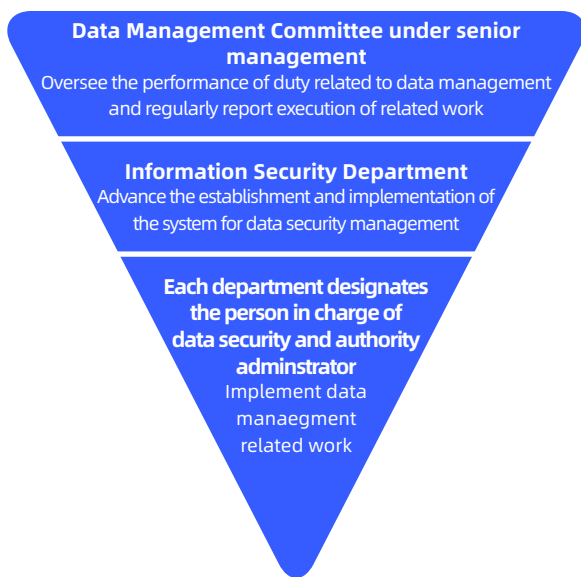 Data Management Committee under senior
management
Oversee the performance of duty related to data management
and regularly report execution of related work
Information Security Department
Advance the establishment and implementation of
the system for data security management
Each department designates
the person in charge of
data security and authority
adminstrator
Implement data
manaegment
related work